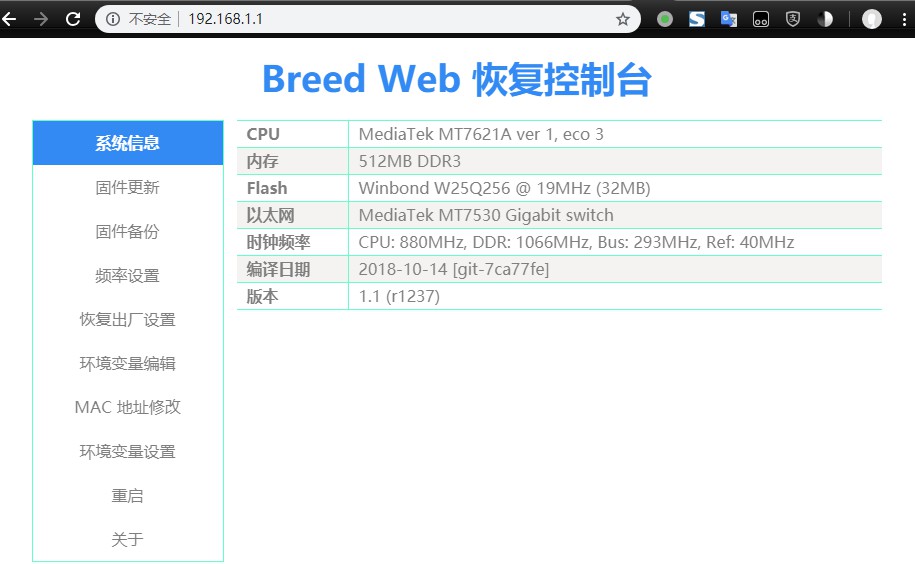 不安全 192.168.1.1
Breed Web 恢复控制台
系统信息
固件更新
固件备份
频率设置
恢复出厂设置
环境变量编辑
MAC 地址修改
环境变量设置
重启
关于
CPU MediaTek MT7621A ver 1, eco 3
内存 512MB DDR3
Flash Winbond W25Q256 @ 19MHz (32MB)
以太网 MediaTek MT7530 Gigabit switch
时钟频率 CPU: 880MHz, DDR: 1066MHz, Bus: 293MHz, Ref: 40MHz
编译日期 2018-10-14 [git-7ca77fe]
版本 1.1 (r1237)